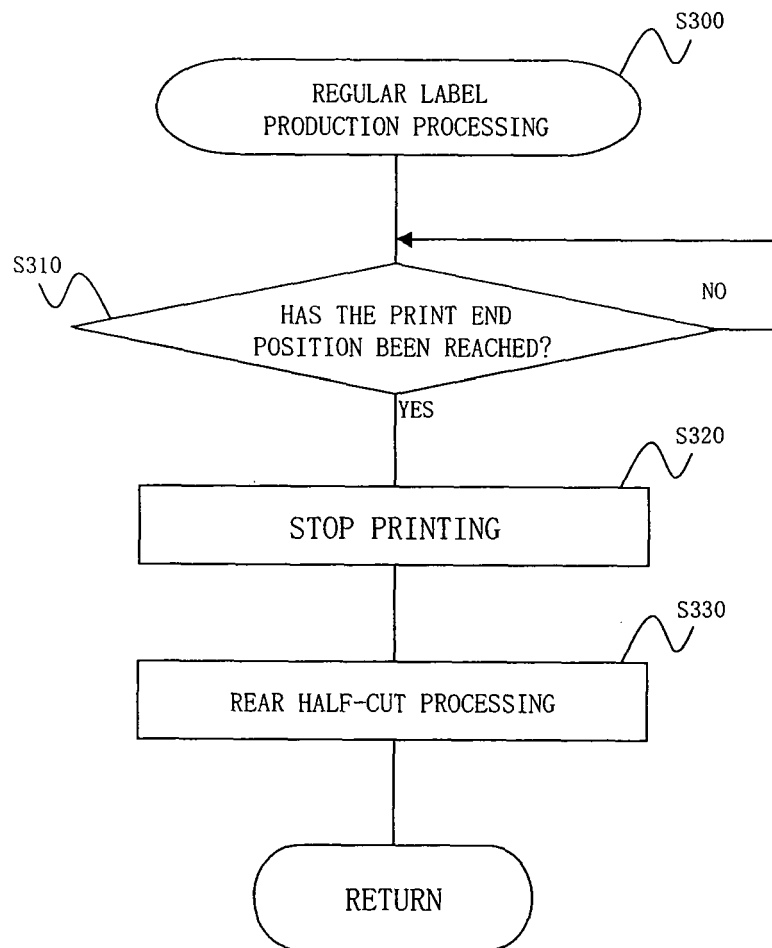 S300
REGULAR LABEL
PRODUCTION PROCESSING
S310
NO
HAS THE PRINT END
POSITION BEEN REACHED?
YES
S320
STOP PRINTING
S330
REAR HALF-CUT PROCESSING
RETURN